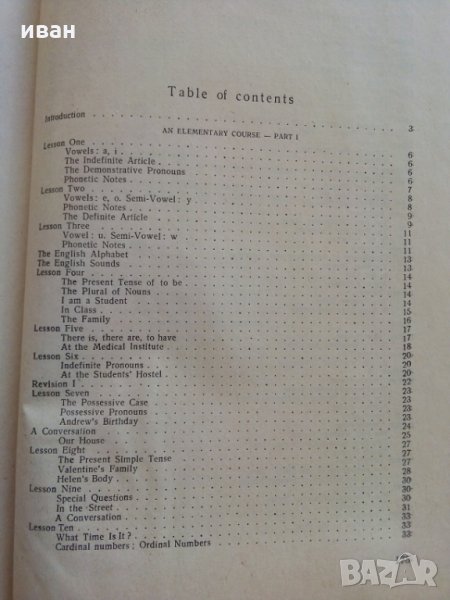 иван
Table of contents
Introduction 3
AN ELEMENTARY COURSE — PART I
Lesson One 6
Vowels: a, i 6
The Indefinite Article 6
The Demonstrative Pronouns 6
Phonetic Notes 7
Lesson Two 8
Vowels: e, o. Semi-Vowel: y 8
Phonetic Notes 9
The Definite Article 9
Lesson Three 11
Vowel: u. Semi-Vowel: w 11
Phonetic Notes 11
The English Alphabet 13
The English Sounds 13
Lesson Four 14
The Present Tense of to be 14
The Plural of Nouns 14
I am a Student 15
In Class 15
The Family 16
Lesson Five 17
There is, there are, to have 17
At the Medical Institute 18
Lesson Six 20
Indefinite Pronouns 20
At the Students' Hostel 20
Revision I 22
Lesson Seven 23
The Possessive Case 23
Possessive Pronouns 23
Andrew's Birthday 24
A Conversation 25
Our House
Lesson Eight 27
The Present Simple Tense 27
Valentine's Family 28
Helen's Body 30
Lesson Nine 30
Special Questions 30
In the Street 31
A Conversation 33
Lesson Ten 33
What Time Is It? 33
Cardinal numbers; Ordinal Numbers
BAZAR